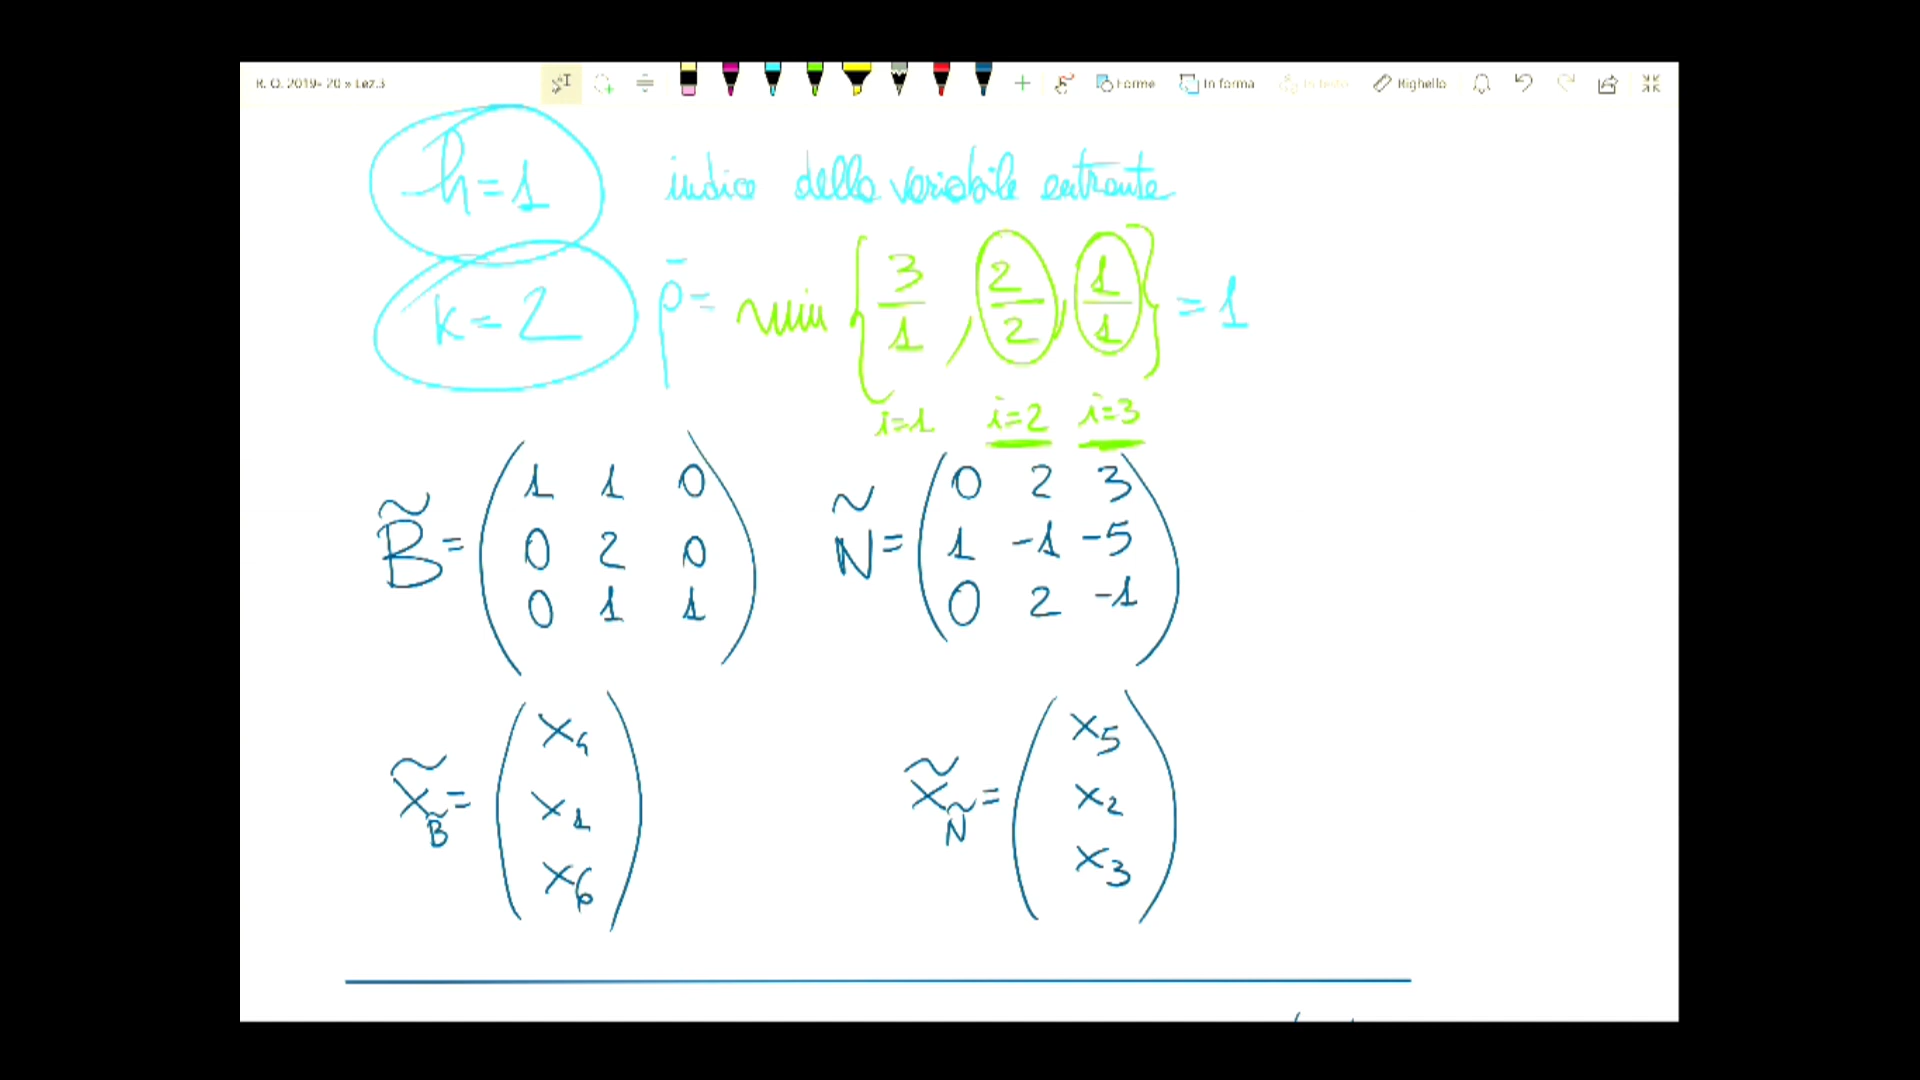 R. O. 2019- 20 » Lez.3 Forme In forma In testo Righello
h=1 indice della variabile entrante
k=2 ρ̄= min { 3/1 , 2/2 , 1/1 } = 1
i=1 i=2 i=3
B̃= ( 1 1 0 Ñ= ( 0 2 3
0 2 0 1 -1 -5
0 1 1 ) 0 2 -1 )
x̃_B̃= ( x4 x̃_Ñ= ( x5
x1 x2
x6 ) x3 )